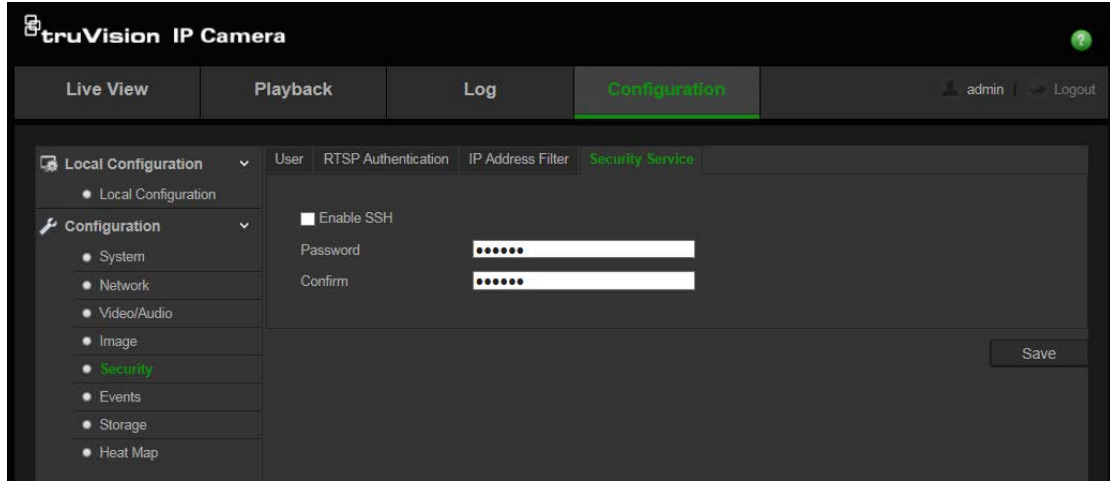 truVision IP Camera
?
Live View Playback Log Configuration admin | Logout
Local Configuration
Local Configuration
Configuration
System
Network
Video/Audio
Image
Security
Events
Storage
Heat Map
User RTSP Authentication IP Address Filter Security Service
Enable SSH
Password ••••••
Confirm ••••••
Save